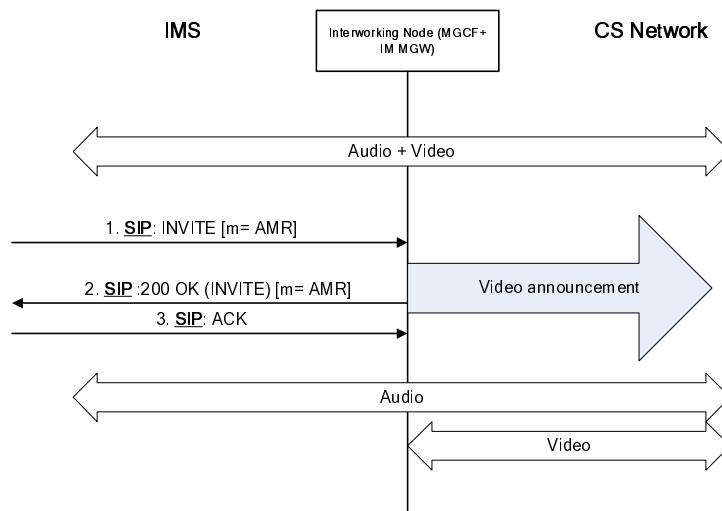 IMS
Interworking Node (MGCF+
IM MGW)
CS Network
Audio + Video
1. SIP: INVITE [m= AMR]
2. SIP :200 OK (INVITE) [m= AMR]
Video announcement
3. SIP: ACK
Audio
Video